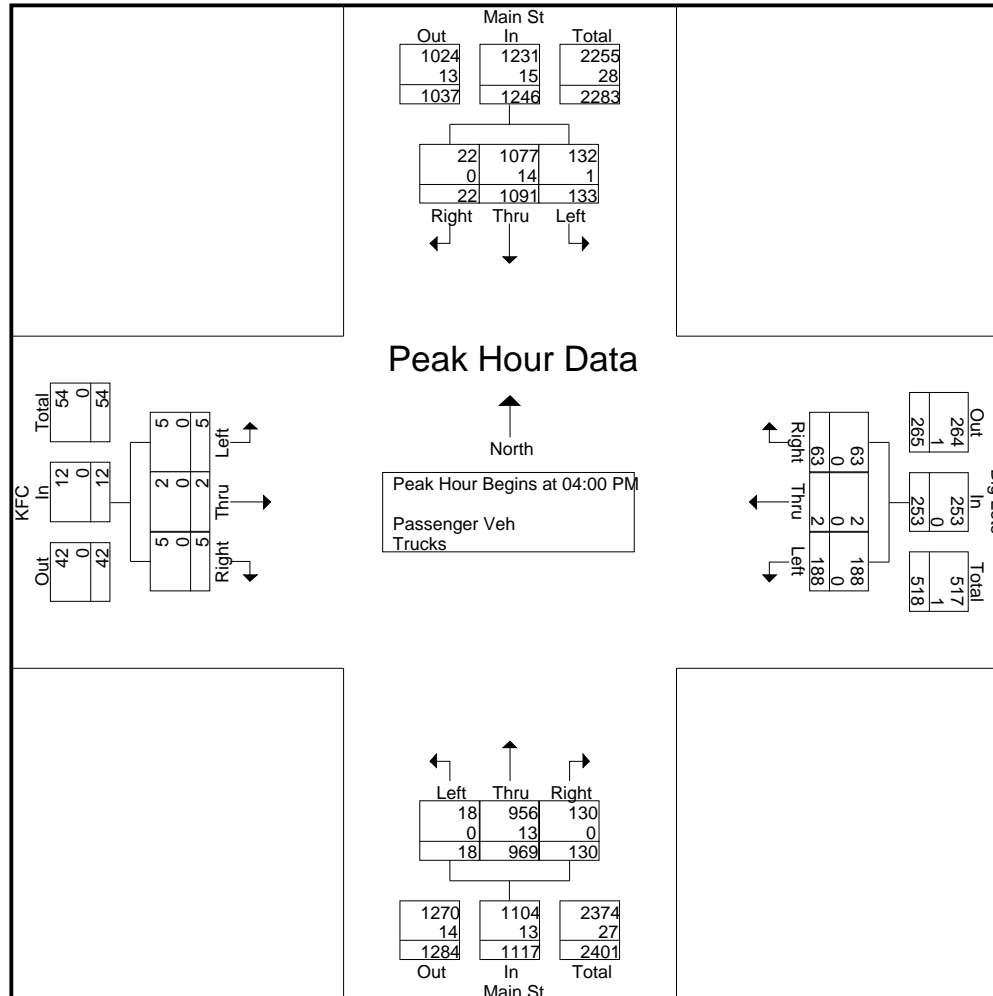 Main St
Out In Total
1024 1231 2255
13 15 28
1037 1246 2283
22 1077 132
0 14 1
22 1091 133
Right Thru Left
Peak Hour Data
North
Peak Hour Begins at 04:00 PM
Passenger Veh
Trucks
KFC
Out In Total
42 12 54
0 0 0
42 12 54
5 2 5
0 0 0
5 2 5
Right Thru Left
Out In Total
264 253 517
1 0 1
265 253 518
63 2 188
0 0 0
63 2 188
Right Thru Left
Left Thru Right
18 956 130
0 13 0
18 969 130
1270 1104 2374
14 13 27
1284 1117 2401
Out In Total
Main St